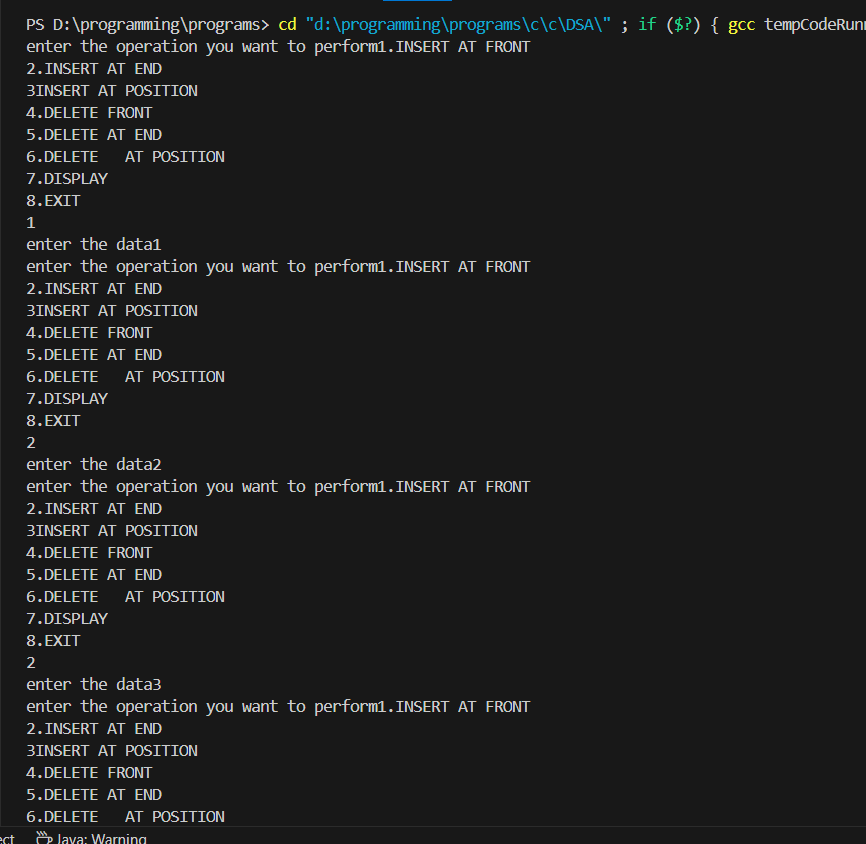 PS D:\programming\programs> cd "d:\programming\programs\c\c\DSA\" ; if ($?) { gcc tempCodeRun
enter the operation you want to perform1.INSERT AT FRONT
2.INSERT AT END
3INSERT AT POSITION
4.DELETE FRONT
5.DELETE AT END
6.DELETE   AT POSITION
7.DISPLAY
8.EXIT
1
enter the data1
enter the operation you want to perform1.INSERT AT FRONT
2.INSERT AT END
3INSERT AT POSITION
4.DELETE FRONT
5.DELETE AT END
6.DELETE   AT POSITION
7.DISPLAY
8.EXIT
2
enter the data2
enter the operation you want to perform1.INSERT AT FRONT
2.INSERT AT END
3INSERT AT POSITION
4.DELETE FRONT
5.DELETE AT END
6.DELETE   AT POSITION
7.DISPLAY
8.EXIT
2
enter the data3
enter the operation you want to perform1.INSERT AT FRONT
2.INSERT AT END
3INSERT AT POSITION
4.DELETE FRONT
5.DELETE AT END
6.DELETE   AT POSITION
ect Java: Warning